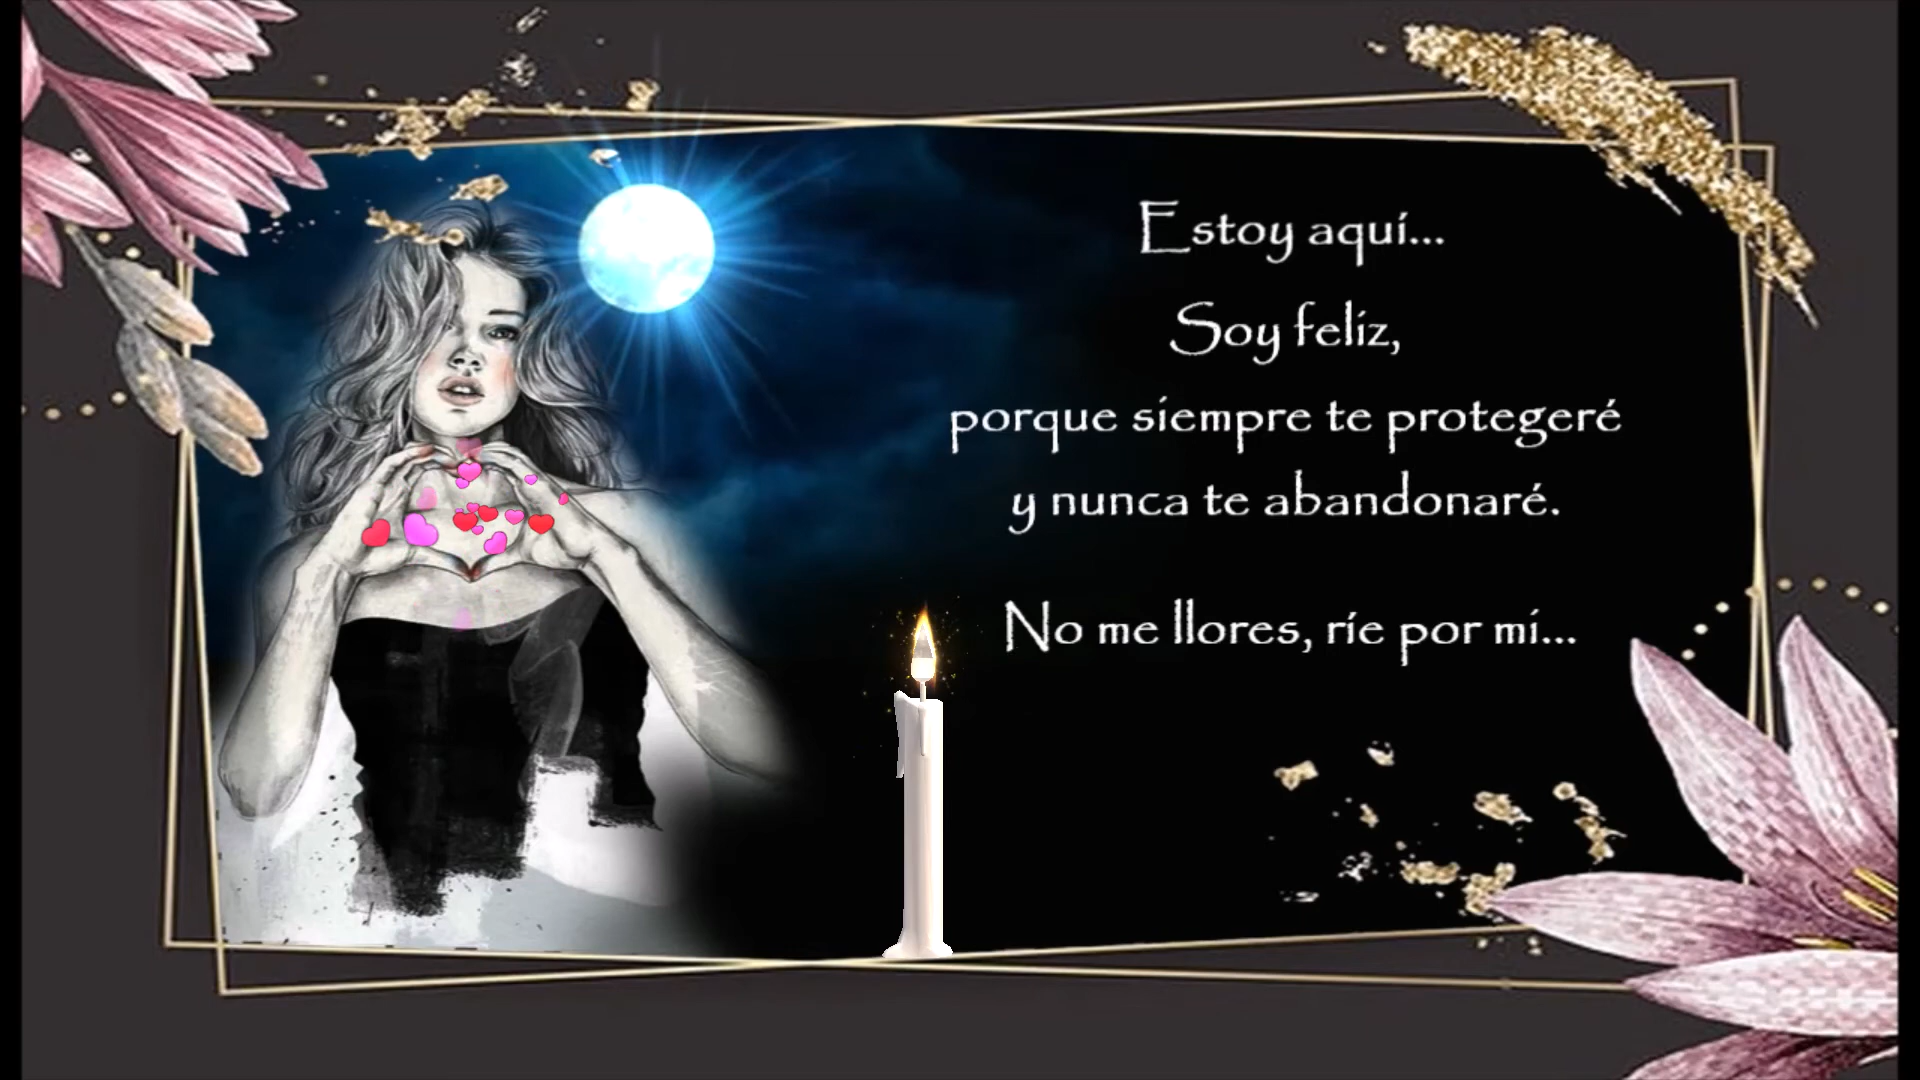 Estoy aquí...
Soy feliz,
porque siempre te protegeré
y nunca te abandonaré.
No me llores, ríe por mí...